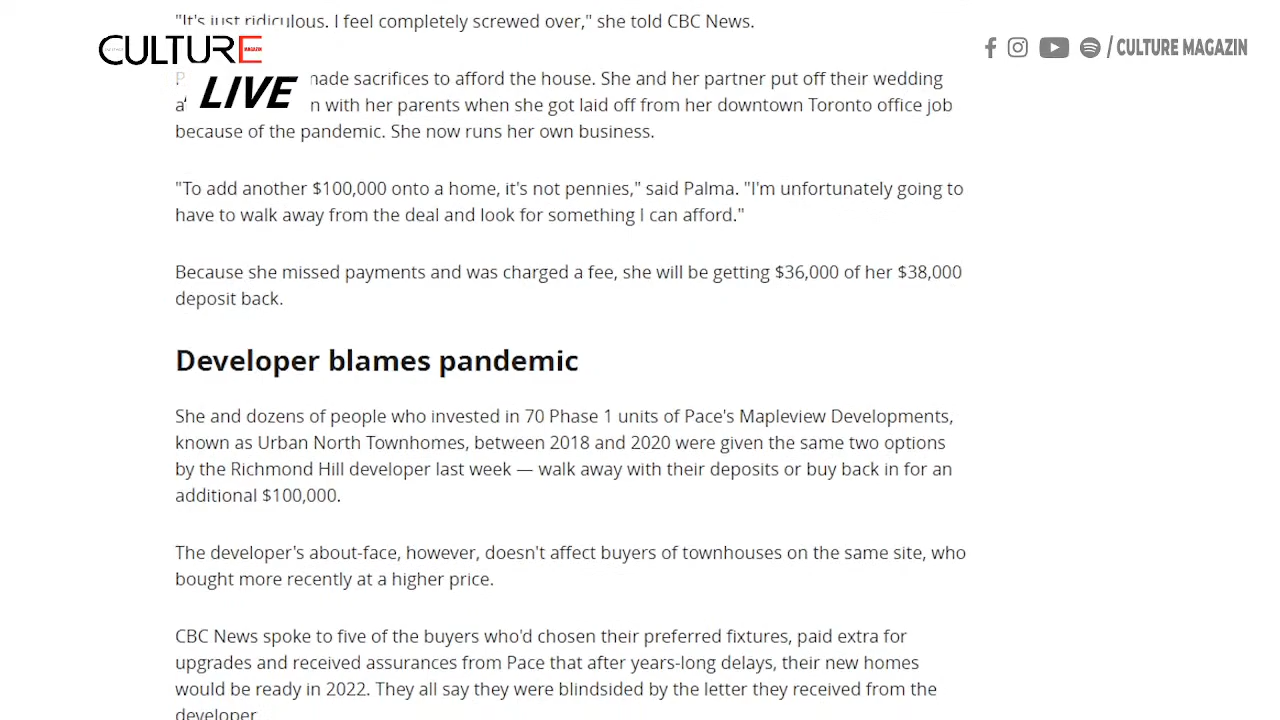 "It's just ridiculous. I feel completely screwed over," she told CBC News.
CULTURE MAGAZIN
LIVE
/ CULTURE MAGAZIN
made sacrifices to afford the house. She and her partner put off their wedding
with her parents when she got laid off from her downtown Toronto office job
because of the pandemic. She now runs her own business.
"To add another $100,000 onto a home, it's not pennies," said Palma. "I'm unfortunately going to
have to walk away from the deal and look for something I can afford."
Because she missed payments and was charged a fee, she will be getting $36,000 of her $38,000
deposit back.
Developer blames pandemic
She and dozens of people who invested in 70 Phase 1 units of Pace's Mapleview Developments,
known as Urban North Townhomes, between 2018 and 2020 were given the same two options
by the Richmond Hill developer last week — walk away with their deposits or buy back in for an
additional $100,000.
The developer's about-face, however, doesn't affect buyers of townhouses on the same site, who
bought more recently at a higher price.
CBC News spoke to five of the buyers who'd chosen their preferred fixtures, paid extra for
upgrades and received assurances from Pace that after years-long delays, their new homes
would be ready in 2022. They all say they were blindsided by the letter they received from the
developer